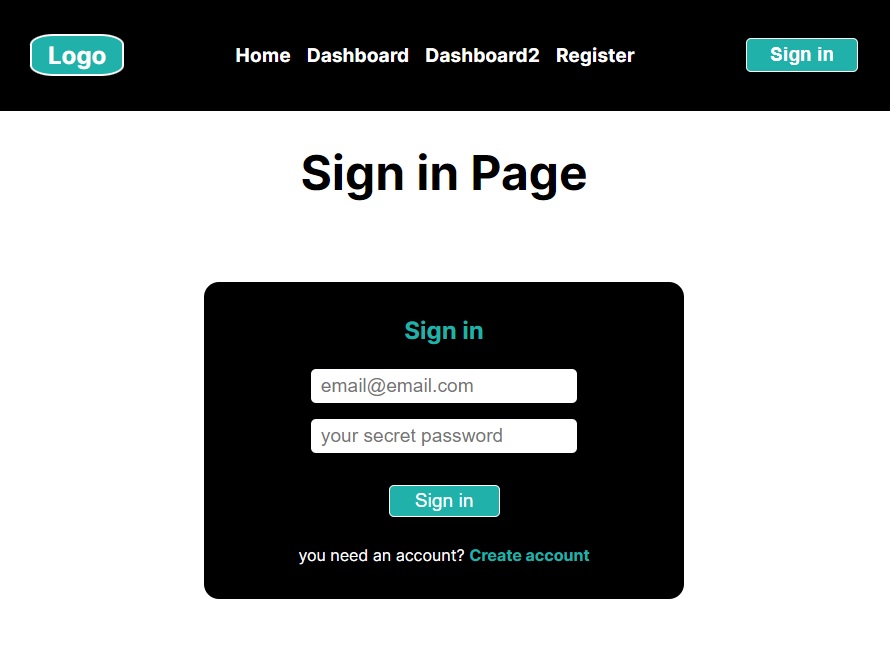 Logo Home Dashboard Dashboard2 Register Sign in
Sign in Page
Sign in
email@email.com
your secret password
Sign in
you need an account? Create account